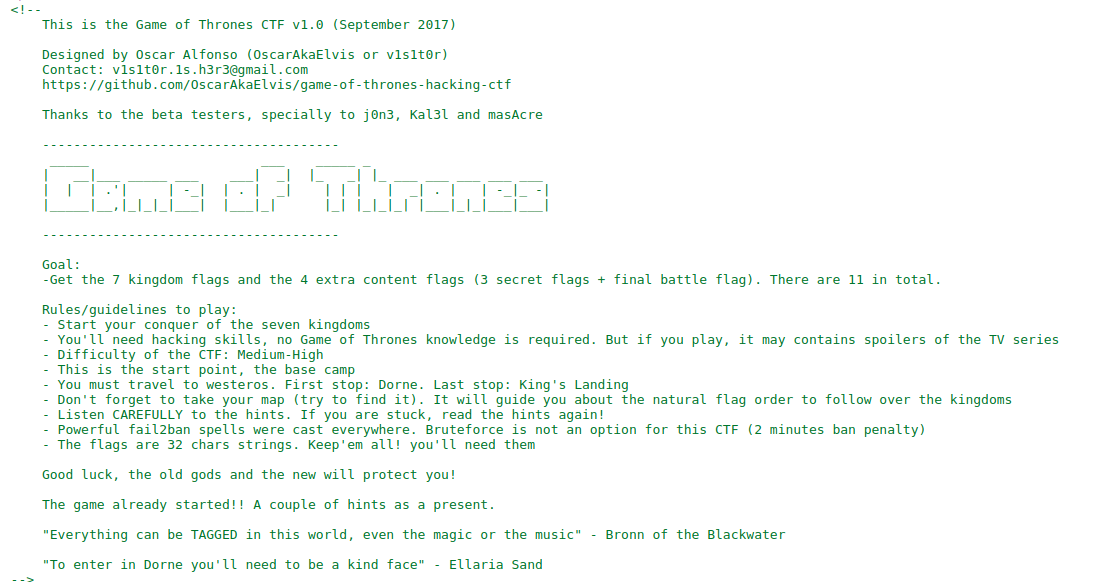 <!--
This is the Game of Thrones CTF v1.0 (September 2017)
Designed by Oscar Alfonso (OscarAkaElvis or v1s1t0r)
Contact: v1s1t0r.1s.h3r3@gmail.com
https://github.com/OscarAkaElvis/game-of-thrones-hacking-ctf
Thanks to the beta testers, specially to j0n3, Kal3l and masAcre
--------------------------------------
Game of Thrones
--------------------------------------
Goal:
-Get the 7 kingdom flags and the 4 extra content flags (3 secret flags + final battle flag). There are 11 in total.
Rules/guidelines to play:
- Start your conquer of the seven kingdoms
- You'll need hacking skills, no Game of Thrones knowledge is required. But if you play, it may contains spoilers of the TV series
- Difficulty of the CTF: Medium-High
- This is the start point, the base camp
- You must travel to westeros. First stop: Dorne. Last stop: King's Landing
- Don't forget to take your map (try to find it). It will guide you about the natural flag order to follow over the kingdoms
- Listen CAREFULLY to the hints. If you are stuck, read the hints again!
- Powerful fail2ban spells were cast everywhere. Bruteforce is not an option for this CTF (2 minutes ban penalty)
- The flags are 32 chars strings. Keep'em all! you'll need them
Good luck, the old gods and the new will protect you!
The game already started!! A couple of hints as a present.
"Everything can be TAGGED in this world, even the magic or the music" - Bronn of the Blackwater
"To enter in Dorne you'll need to be a kind face" - Ellaria Sand
-->